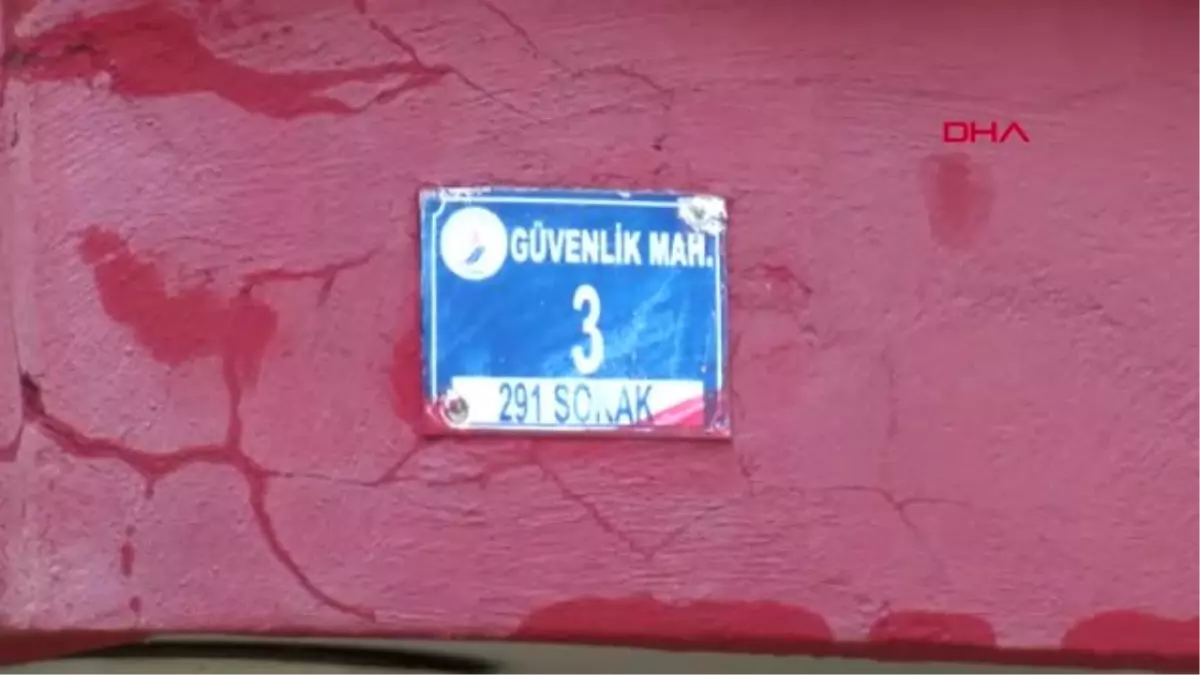 DHA
GÜVENLİK MAH.
3
291 SOKAK